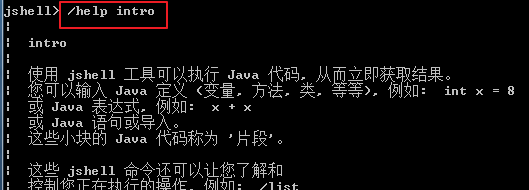 jshell> /help intro
|
|  intro
|
|  使用 jshell 工具可以执行 Java 代码, 从而立即获取结果。
|  您可以输入 Java 定义 (变量, 方法, 类, 等等), 例如:  int x = 8
|  或 Java 表达式, 例如:  x + x
|  或 Java 语句或导入。
|  这些小块的 Java 代码称为 '片段'。
|
|  这些 jshell 命令还可以让您了解和
|  控制您正在执行的操作, 例如:  /list